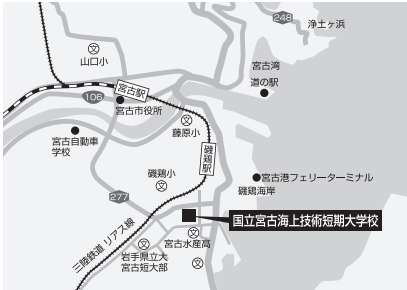 248
浄土ヶ浜
山口小
宮古湾
道の駅
宮古駅
106
宮古市役所
藤原小
宮古自動車
学校
磯鶏駅
磯鶏小
宮古港フェリーターミナル
磯鶏海岸
277
国立宮古海上技術短期大学校
三陸鉄道 リアス線
宮古水産高
岩手県立大
宮古短大部